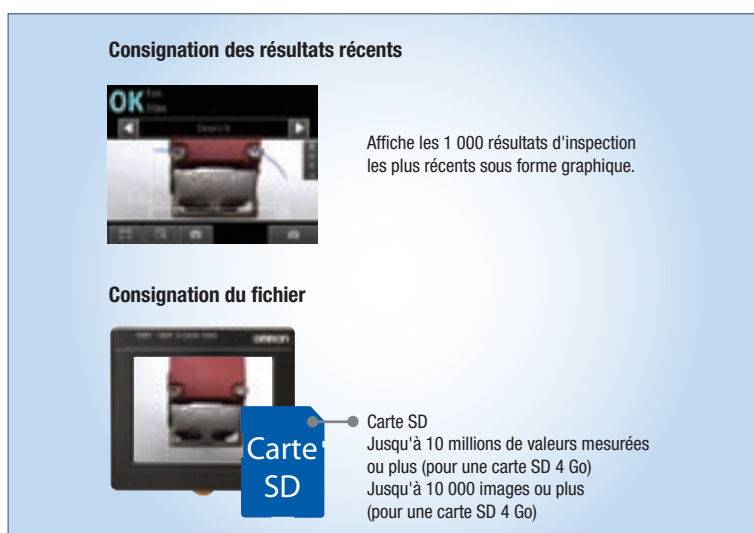 Consignation des résultats récents
OK
Affiche les 1 000 résultats d'inspection
les plus récents sous forme graphique.
Consignation du fichier
omron
Carte
SD
Carte SD
Jusqu'à 10 millions de valeurs mesurées
ou plus (pour une carte SD 4 Go)
Jusqu'à 10 000 images ou plus
(pour une carte SD 4 Go)